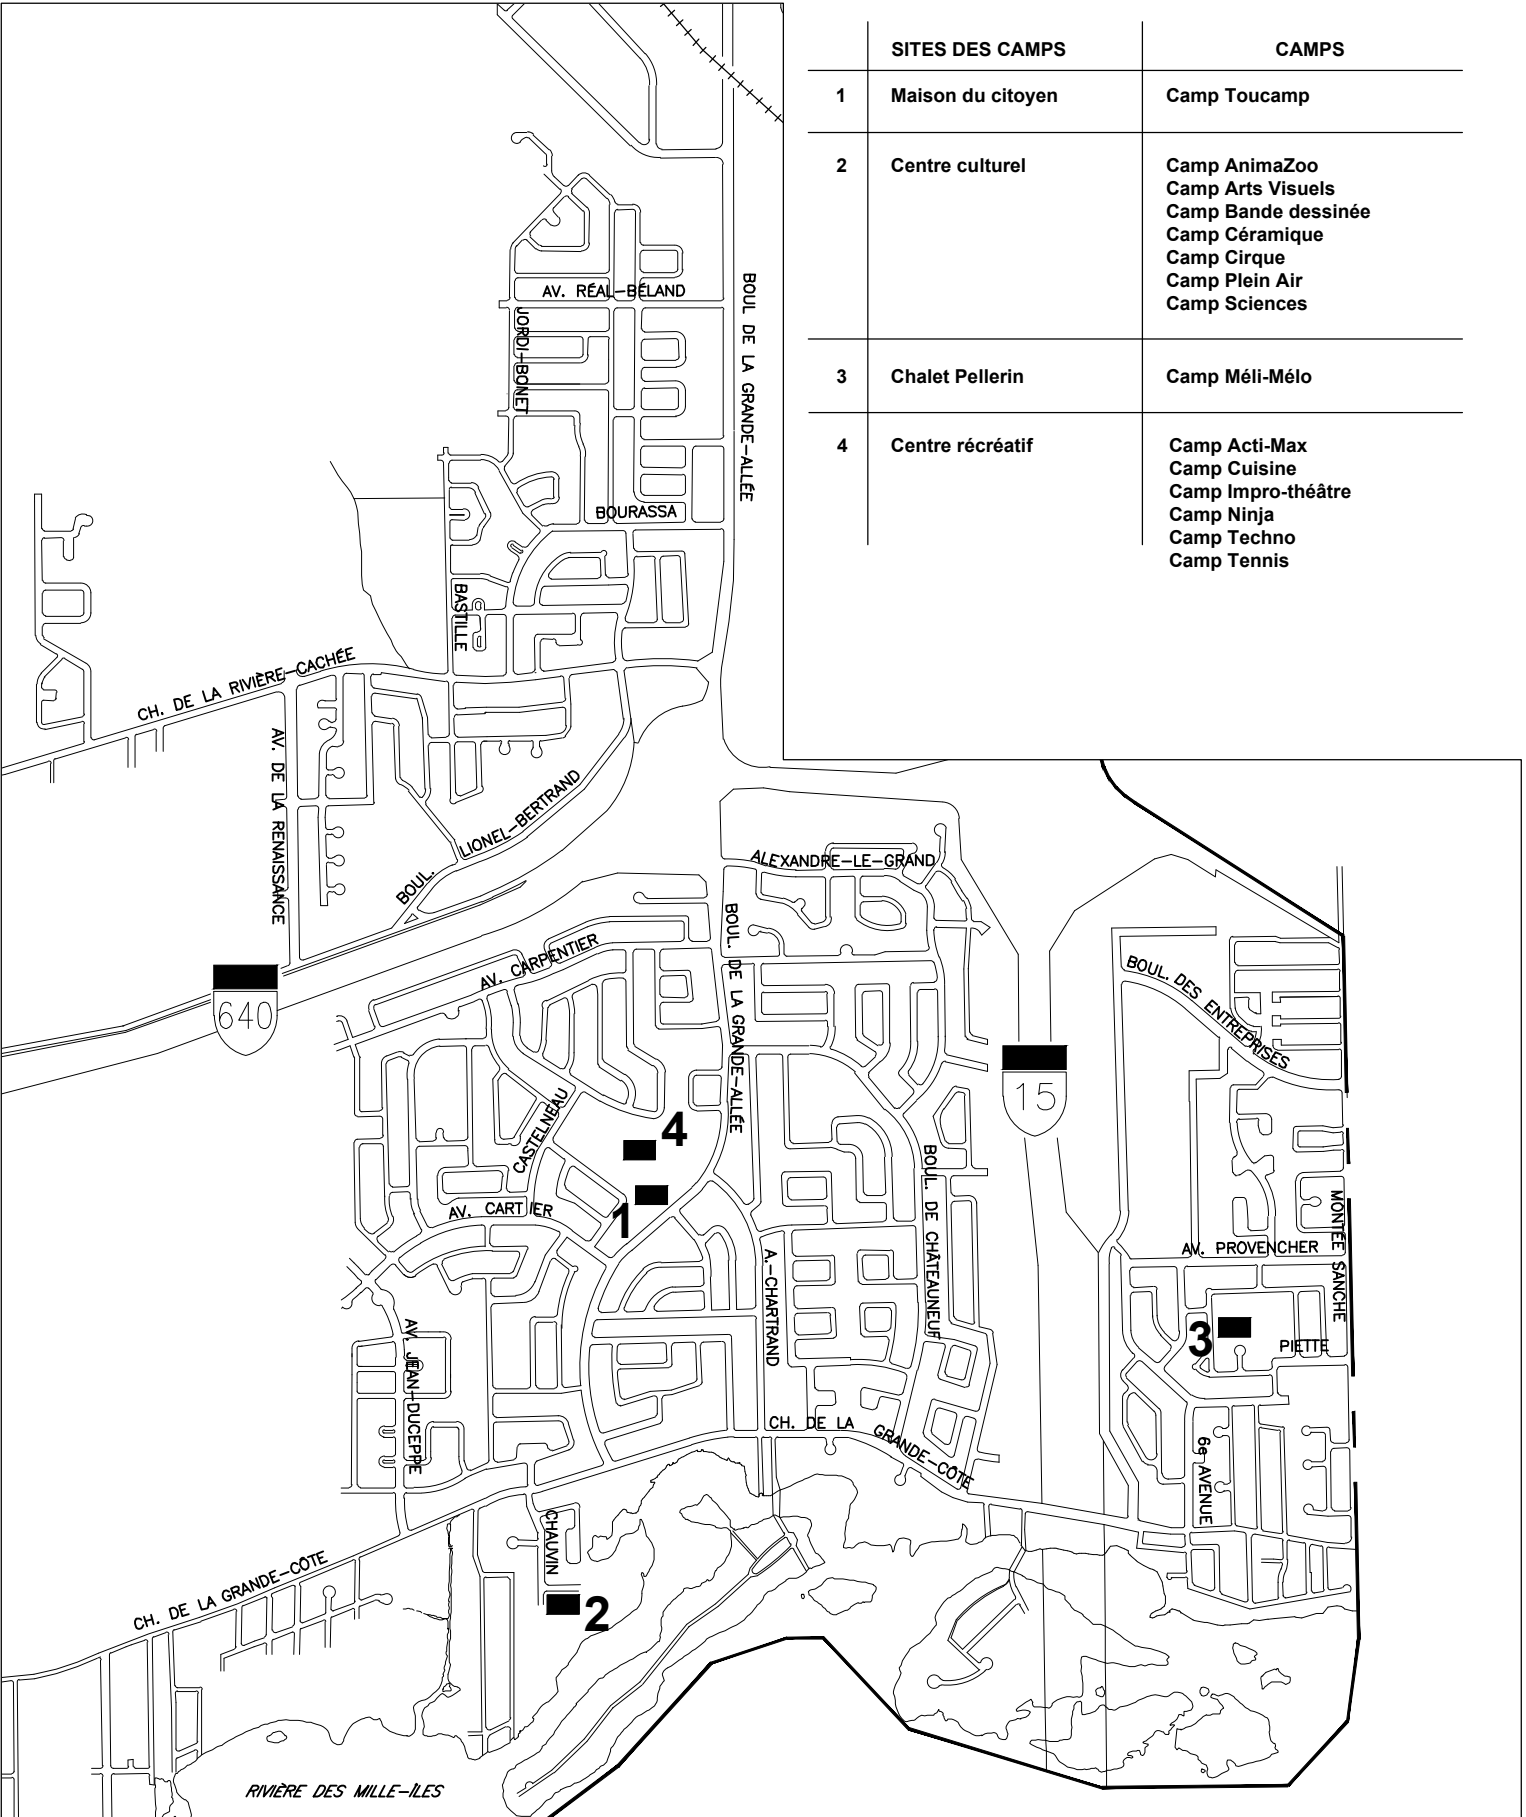 SITES DES CAMPS CAMPS
1 Maison du citoyen Camp Toucamp
2 Centre culturel Camp AnimaZoo
Camp Arts Visuels
Camp Bande dessinée
Camp Céramique
Camp Cirque
Camp Plein Air
Camp Sciences
3 Chalet Pellerin Camp Méli-Mélo
4 Centre récréatif Camp Acti-Max
Camp Cuisine
Camp Impro-théâtre
Camp Ninja
Camp Techno
Camp Tennis
AV. RÉAL-BÉLAND
JORDI-BONET
BOUL DE LA GRANDE-ALLÉE
BOURASSA
BASTILLE
CH. DE LA RIVIÈRE-CACHÉE
AV. DE LA RENAISSANCE
BOUL. LIONEL-BERTRAND
ALEXANDRE-LE-GRAND
BOUL. DE LA GRANDE-ALLÉE
AV. CARPENTIER
640
BOUL. DES ENTREPRISES
15
CASTELNEAU
4
1
AV. CARTIER
BOUL. DE CHÂTEAUNEUF
MONTÉE SANCHE
AV. PROVENCHER
A.-CHARTRAND
3
PIETTE
AV. JEAN-DUCEPPE
CH. DE LA GRANDE-CÔTE
6e AVENUE
CHAUVIN
2
CH. DE LA GRANDE-CÔTE
RIVIÈRE DES MILLE-ÎLES